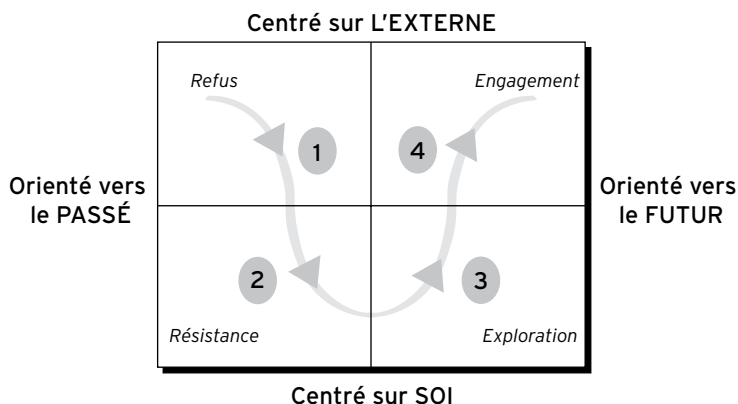 Centré sur L'EXTERNE
Refus
Engagement
1
4
Orienté vers
le PASSÉ
Orienté vers
le FUTUR
2
3
Résistance
Exploration
Centré sur SOI